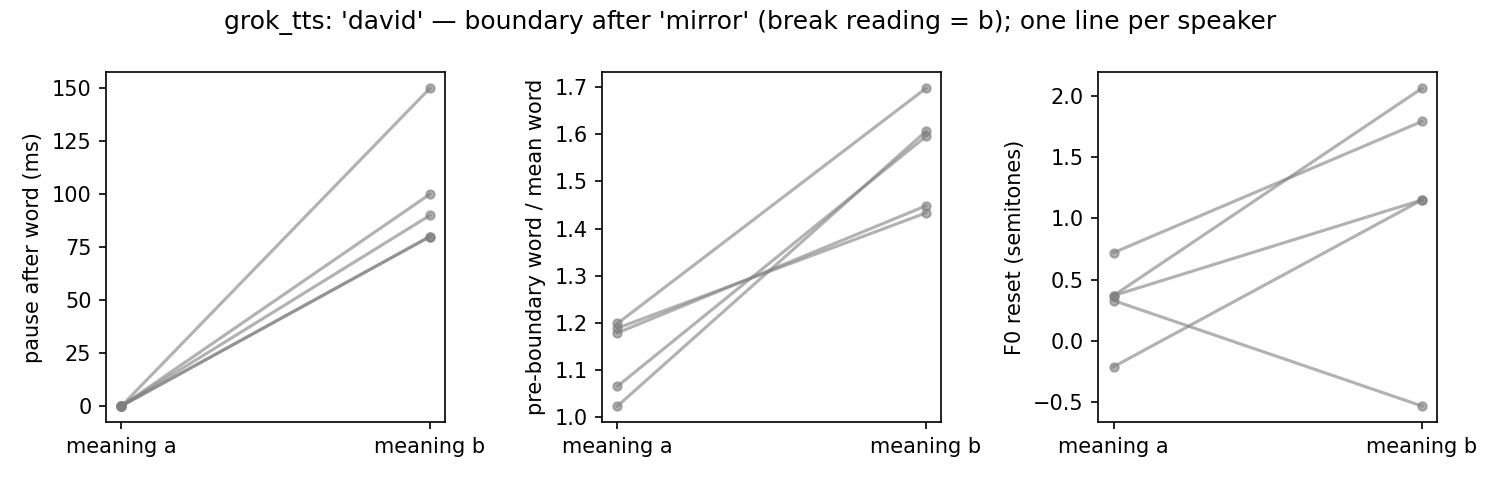 grok_tts: 'david' — boundary after 'mirror' (break reading = b); one line per speaker
pause after word (ms)
150
125
100
75
50
25
0
meaning a
meaning b
pre-boundary word / mean word
1.7
1.6
1.5
1.4
1.3
1.2
1.1
1.0
meaning a
meaning b
F0 reset (semitones)
2.0
1.5
1.0
0.5
0.0
−0.5
meaning a
meaning b